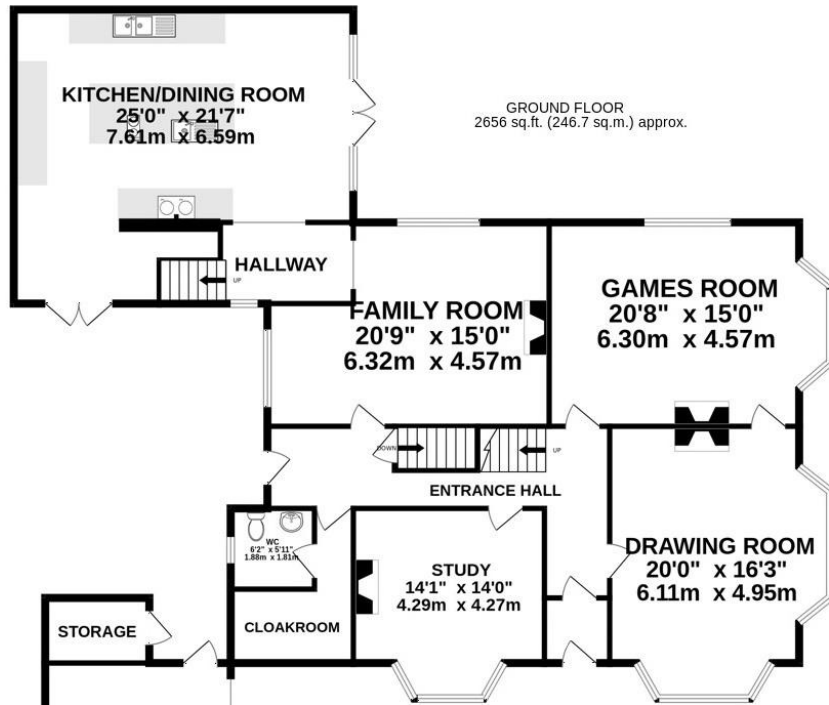 KITCHEN/DINING ROOM
25'0" x 21'7"
7.61m x 6.59m
GROUND FLOOR
2656 sq.ft. (246.7 sq.m.) approx.
HALLWAY
UP
FAMILY ROOM
20'9" x 15'0"
6.32m x 4.57m
GAMES ROOM
20'8" x 15'0"
6.30m x 4.57m
DOWN
UP
ENTRANCE HALL
WC
6'2" x 5'11"
1.88m x 1.81m
STUDY
14'1" x 14'0"
4.29m x 4.27m
DRAWING ROOM
20'0" x 16'3"
6.11m x 4.95m
STORAGE
CLOAKROOM